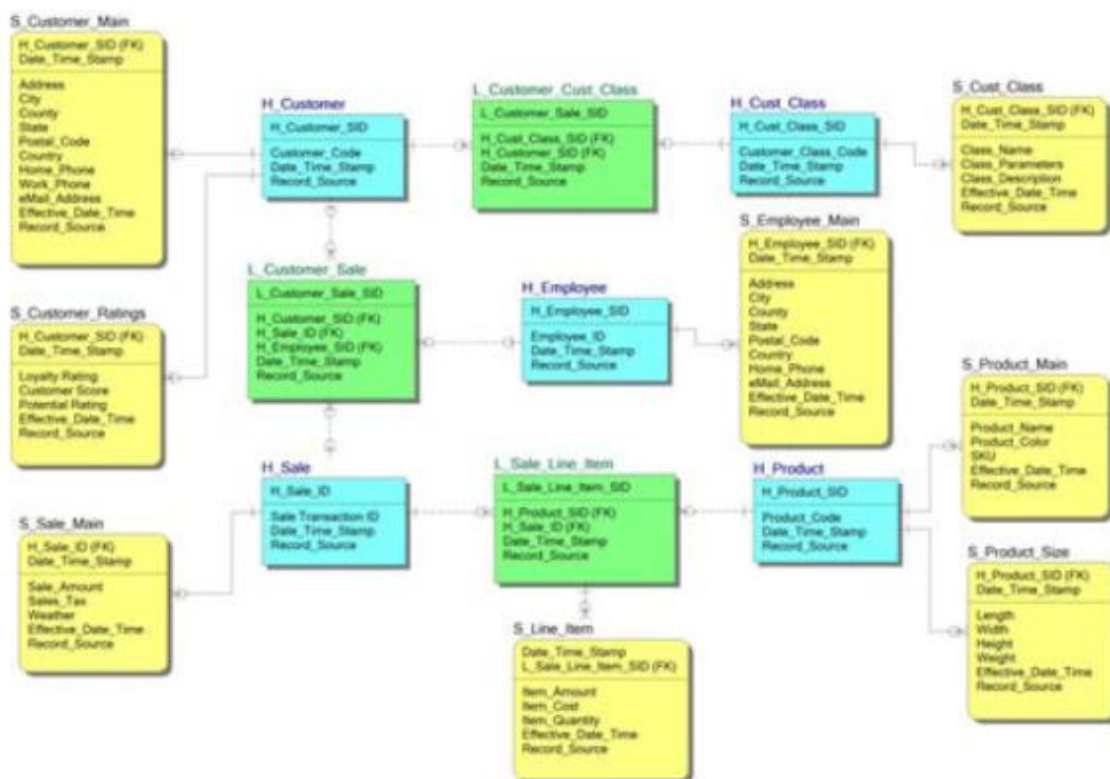 S_Customer_Main
H_Customer_SID (FK)
Date_Time_Stamp
Address
City
County
State
Postal_Code
Country
Home_Phone
Work_Phone
eMail_Address
Effective_Date_Time
Record_Source
H_Customer
H_Customer_SID
Customer_Code
Date_Time_Stamp
Record_Source
L_Customer_Cust_Class
L_Customer_Sale_SID
H_Cust_Class_SID (FK)
H_Customer_SID (FK)
Date_Time_Stamp
Record_Source
H_Cust_Class
H_Cust_Class_SID
Customer_Class_Code
Date_Time_Stamp
Record_Source
S_Cust_Class
H_Cust_Class_SID (FK)
Date_Time_Stamp
Class_Name
Class_Parameters
Class_Description
Effective_Date_Time
Record_Source
S_Customer_Ratings
H_Customer_SID (FK)
Date_Time_Stamp
Loyalty Rating
Customer Score
Potential Rating
Effective_Date_Time
Record_Source
L_Customer_Sale
L_Customer_Sale_SID
H_Customer_SID (FK)
H_Sale_ID (FK)
H_Employee_SID (FK)
Date_Time_Stamp
Record_Source
H_Employee
H_Employee_SID
Employee_ID
Date_Time_Stamp
Record_Source
S_Employee_Main
H_Employee_SID (FK)
Date_Time_Stamp
Address
City
County
State
Postal_Code
Country
Home_Phone
eMail_Address
Effective_Date_Time
Record_Source
S_Product_Main
H_Product_SID (FK)
Date_Time_Stamp
Product_Name
Product_Color
SKU
Effective_Date_Time
Record_Source
S_Sale_Main
H_Sale_ID (FK)
Date_Time_Stamp
Sale_Amount
Sales_Tax
Weather
Effective_Date_Time
Record_Source
H_Sale
H_Sale_ID
Sale Transaction ID
Date_Time_Stamp
Record_Source
L_Sale_Line_Item
L_Sale_Line_Item_SID
H_Product_SID (FK)
H_Sale_ID (FK)
Date_Time_Stamp
Record_Source
H_Product
H_Product_SID
Product_Code
Date_Time_Stamp
Record_Source
S_Product_Size
H_Product_SID (FK)
Date_Time_Stamp
Length
Width
Height
Weight
Effective_Date_Time
Record_Source
S_Line_Item
Date_Time_Stamp
L_Sale_Line_Item_SID (FK)
Item_Amount
Item_Cost
Item_Quantity
Effective_Date_Time
Record_Source